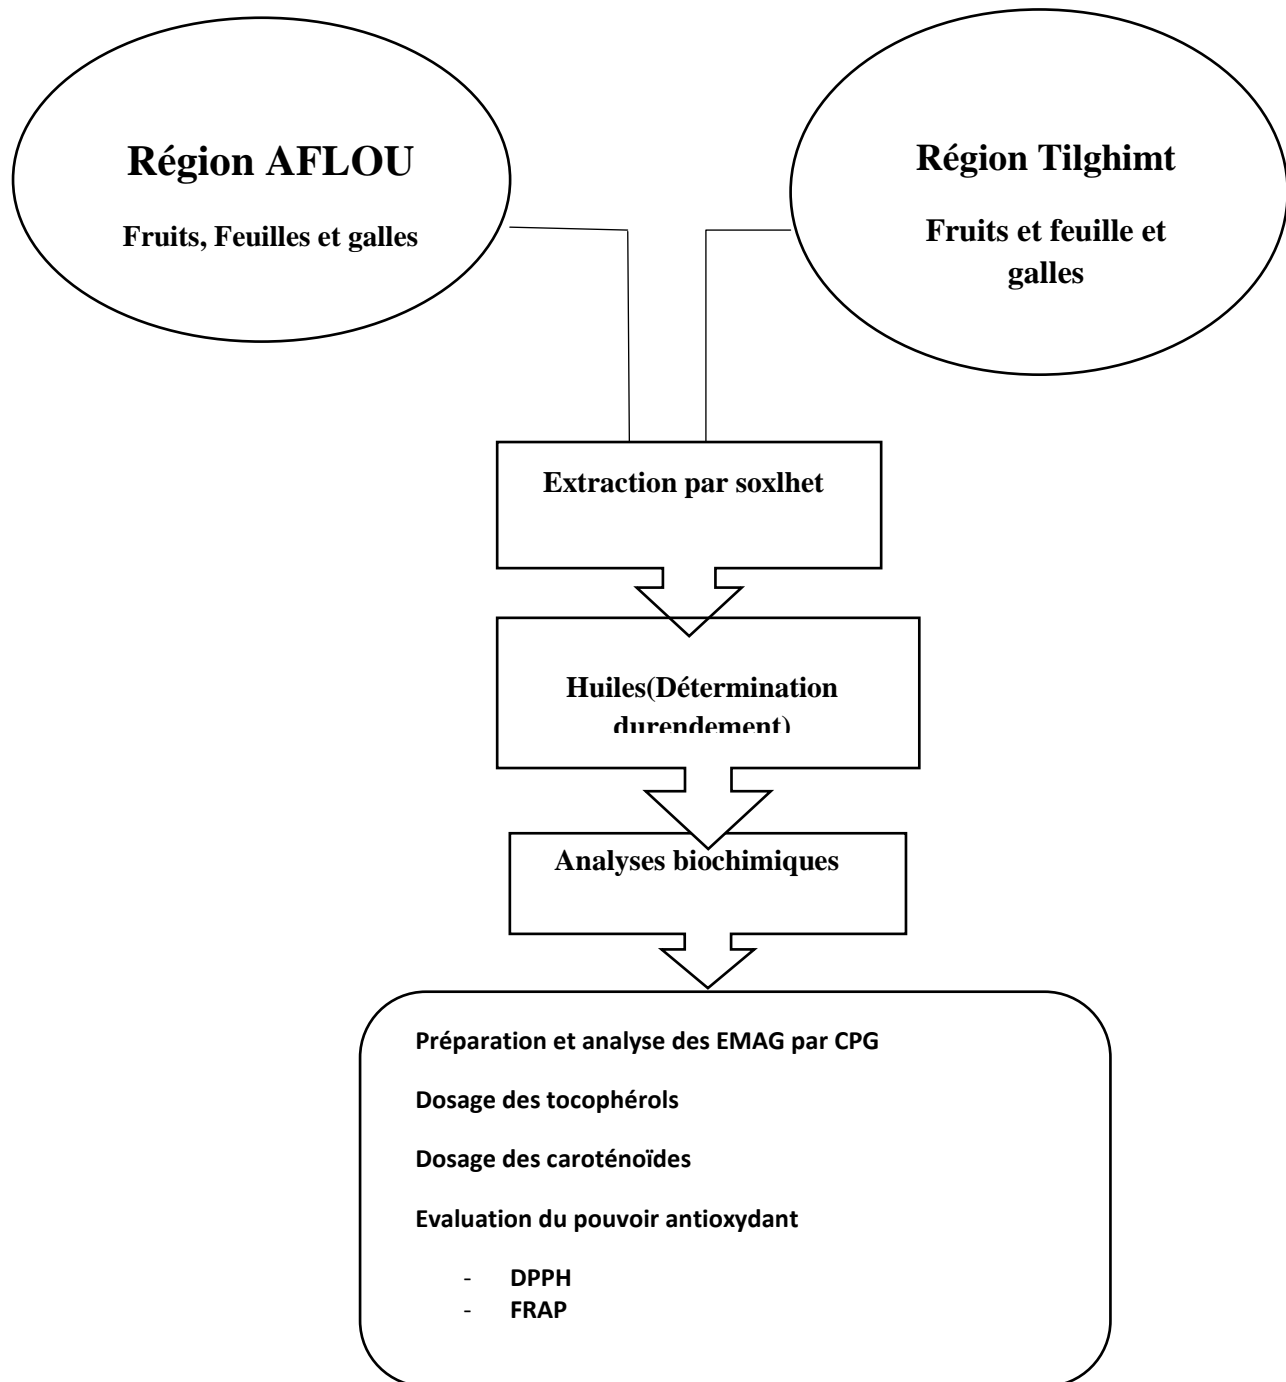 Région AFLOU
Fruits, Feuilles et galles
Région Tilghimt
Fruits et feuille et
galles
Extraction par soxlhet
Huiles(Détermination
durendement)
Analyses biochimiques
Préparation et analyse des EMAG par CPG
Dosage des tocophérols
Dosage des caroténoïdes
Evaluation du pouvoir antioxydant
- DPPH
- FRAP